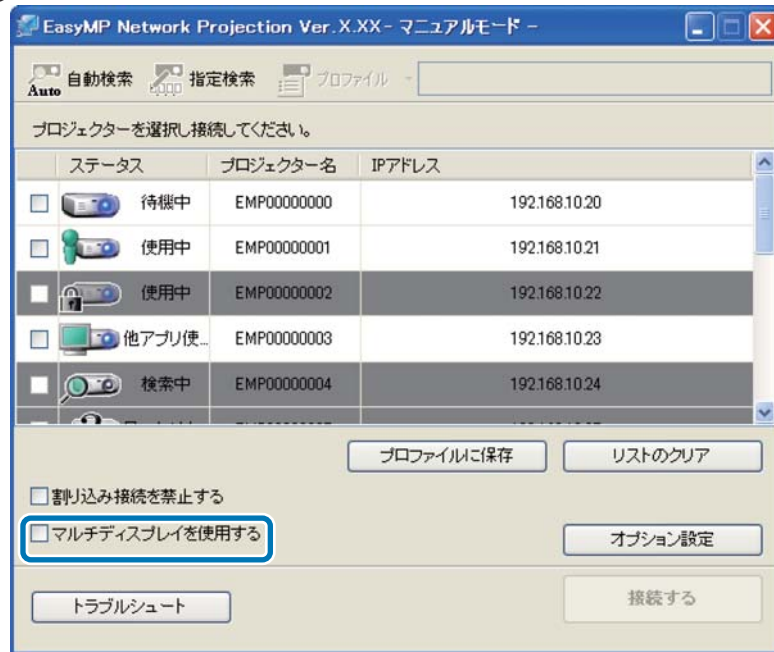 EasyMP Network Projection Ver.X.XX- マニュアルモード -
Auto 自動検索 指定検索 プロファイル
プロジェクターを選択し接続してください。
ステータス プロジェクター名 IPアドレス
待機中 EMP00000000 192.168.10.20
使用中 EMP00000001 192.168.10.21
使用中 EMP00000002 192.168.10.22
他アプリ使... EMP00000003 192.168.10.23
検索中 EMP00000004 192.168.10.24
プロファイルに保存 リストのクリア
割り込み接続を禁止する
マルチディスプレイを使用する オプション設定
トラブルシュート 接続する